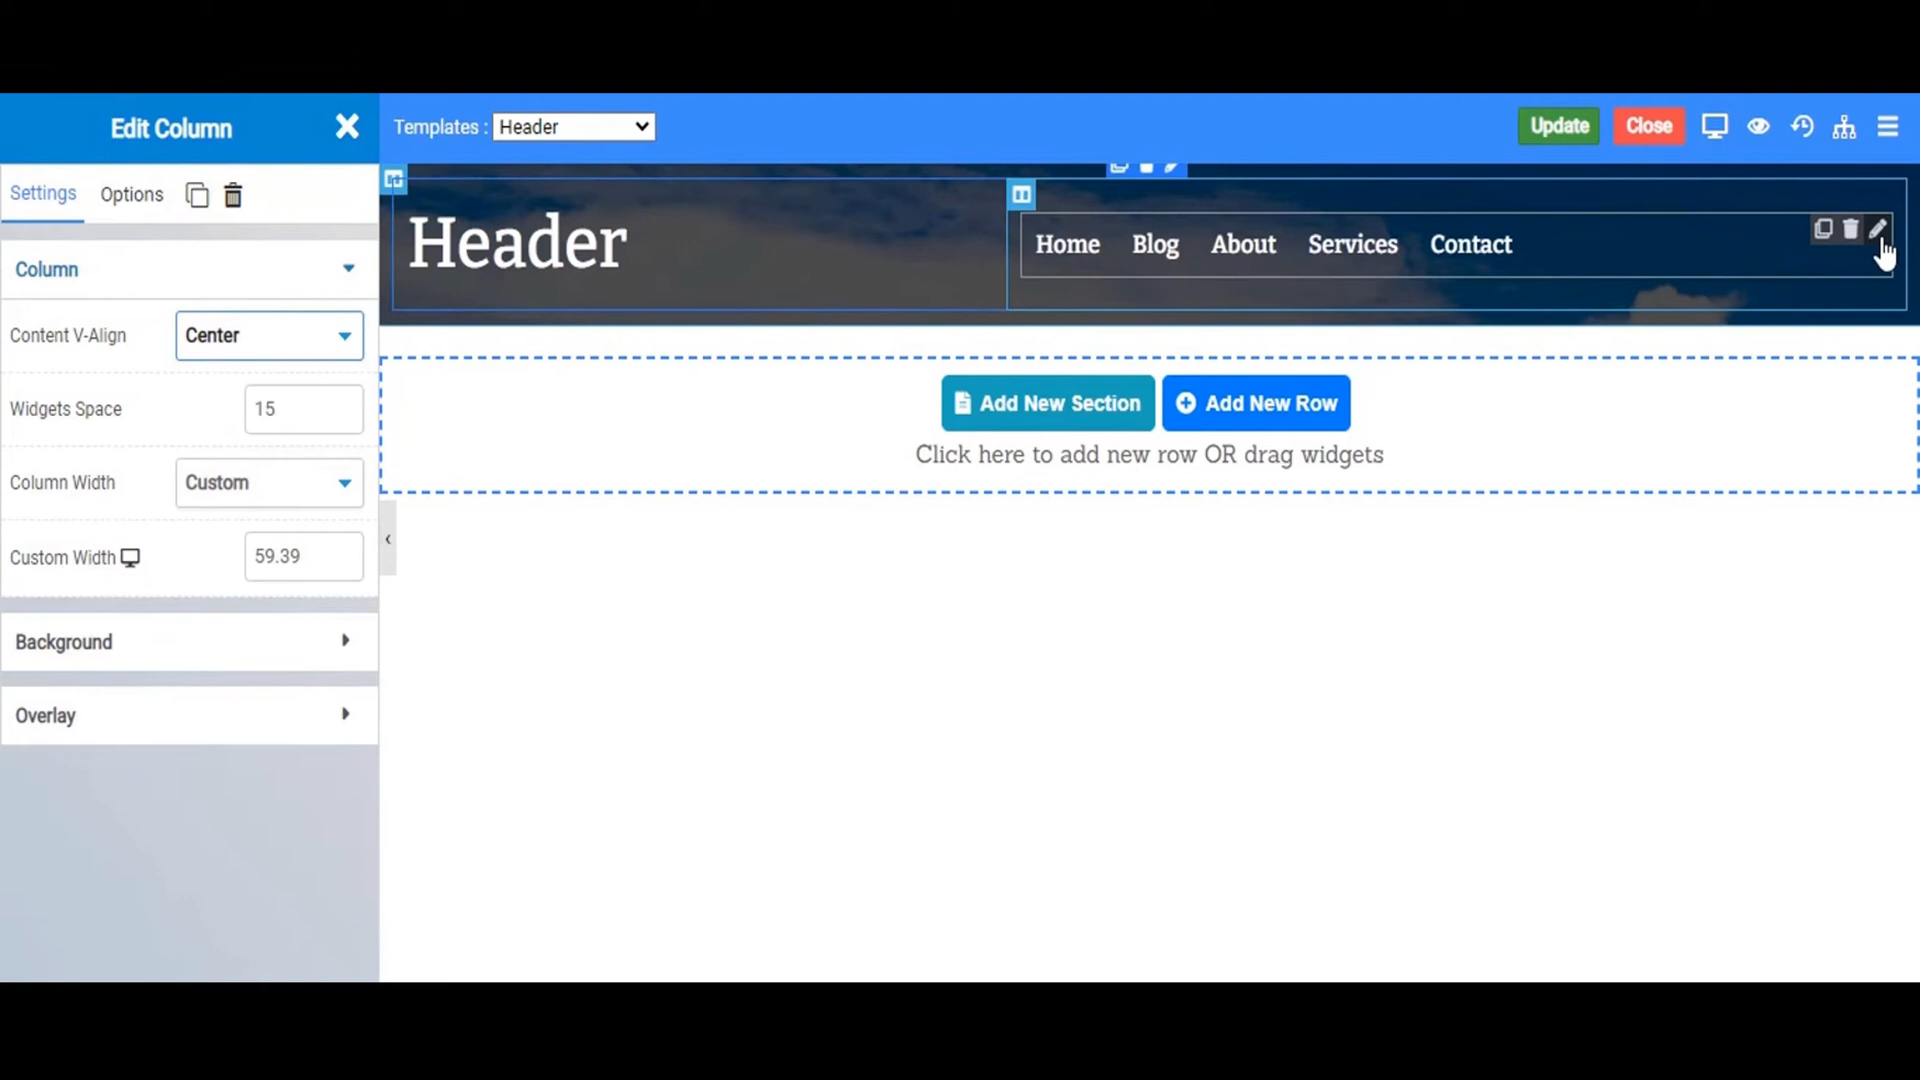 Edit Column
Templates : Header
Update
Close
Settings
Options
Header
Home
Blog
About
Services
Contact
Column
Content V-Align
Center
Widgets Space
15
Column Width
Custom
Custom Width
59.39
Background
Overlay
Add New Section
Add New Row
Click here to add new row OR drag widgets